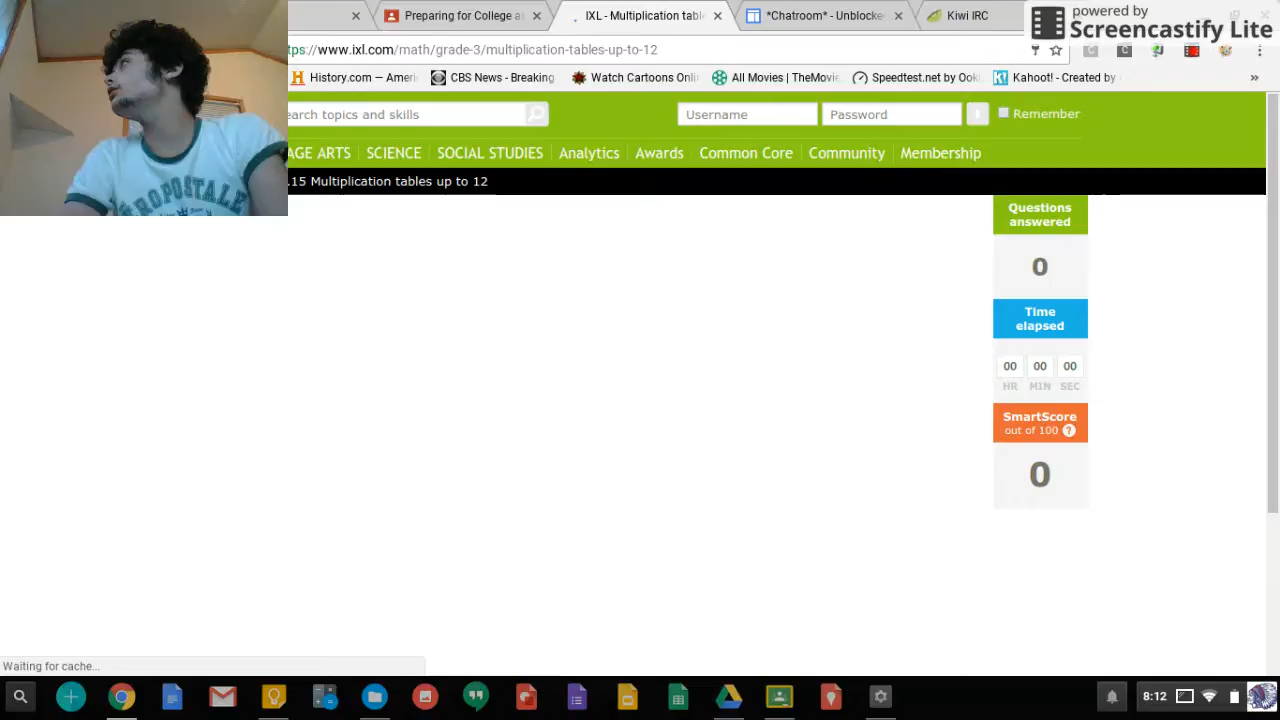 Preparing for College a
IXL - Multiplication tabl
*Chatroom* - Unblocke
Kiwi IRC
powered by
Screencastify Lite
tps://www.ixl.com/math/grade-3/multiplication-tables-up-to-12
History.com — Ameri
CBS News - Breaking
Watch Cartoons Onli
All Movies | TheMovie
Speedtest.net by Ook
Kahoot! - Created by
»
earch topics and skills
Username
Password
Remember
AGE ARTS
SCIENCE
SOCIAL STUDIES
Analytics
Awards
Common Core
Community
Membership
.15 Multiplication tables up to 12
Questions
answered
0
Time
elapsed
00 00 00
HR MIN SEC
SmartScore
out of 100 ?
0
AEROPOSTALE
Waiting for cache...
8:12